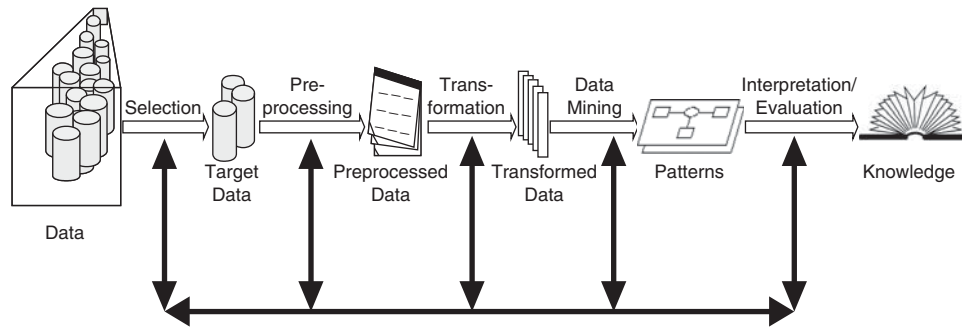 Selection
Pre-
processing
Trans-
formation
Data
Mining
Interpretation/
Evaluation
Data
Target
Data
Preprocessed
Data
Transformed
Data
Patterns
Knowledge